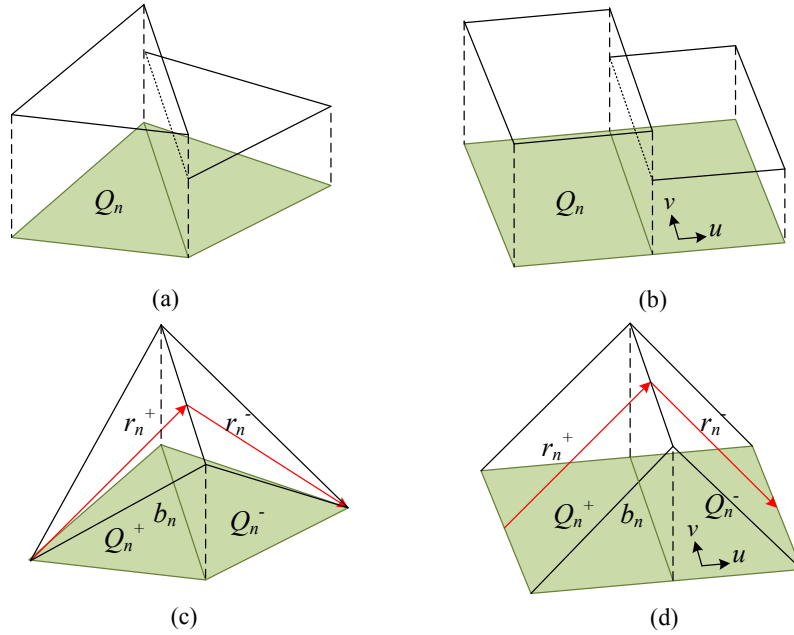 Qn
Qn
v
u
(a)
(b)
rn+
rn-
Qn+
bn
Qn-
rn+
rn-
Qn+
bn
Qn-
v
u
(c)
(d)